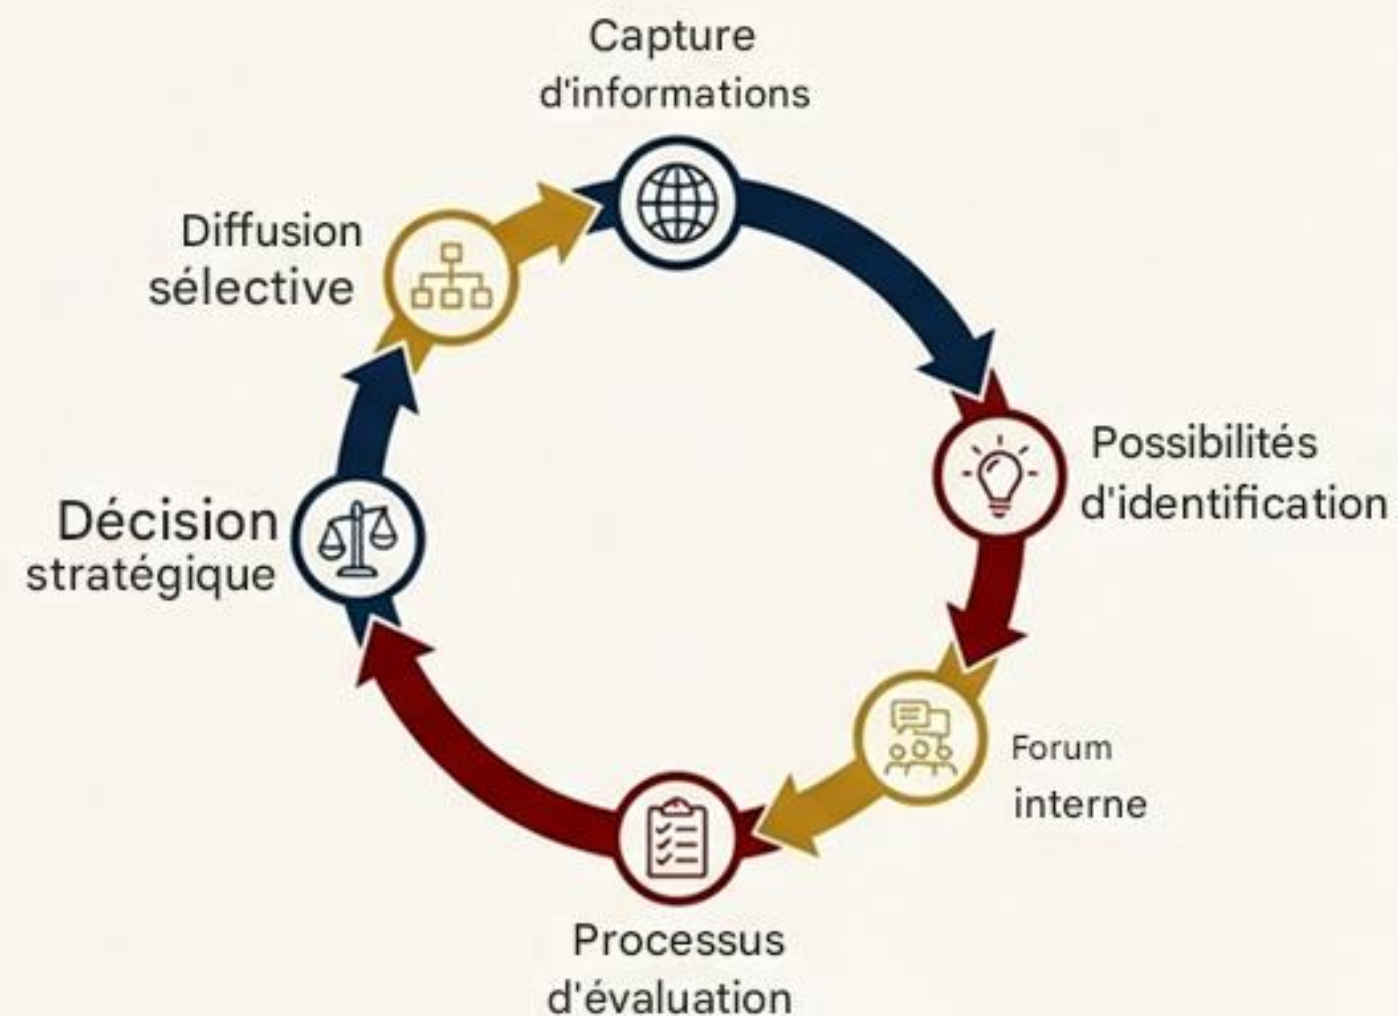 Capture
d'informations
Diffusion
sélective
Possibilités
d'identification
Décision
stratégique
Forum
interne
Processus
d'évaluation